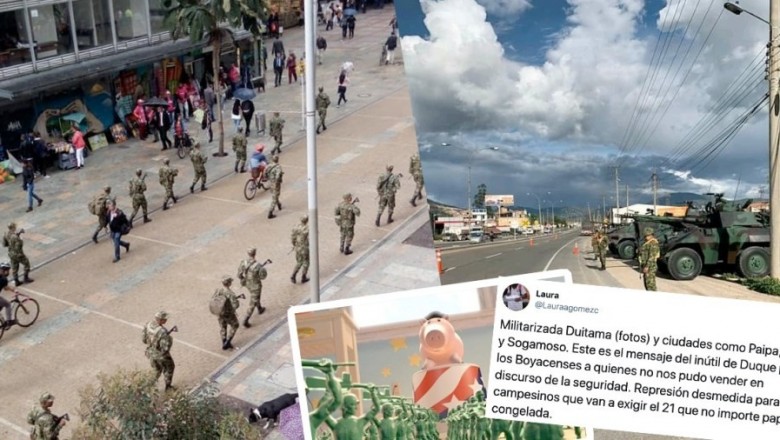 Laura
@Lauraagomezc
Militarizada Duitama (fotos) y ciudades como Paipa,
y Sogamoso. Este es el mensaje del inútil de Duque
los Boyacenses a quienes no nos pudo vender en
discurso de la seguridad. Represión desmedida para
campesinos que van a exigir el 21 que no importe
congelada.